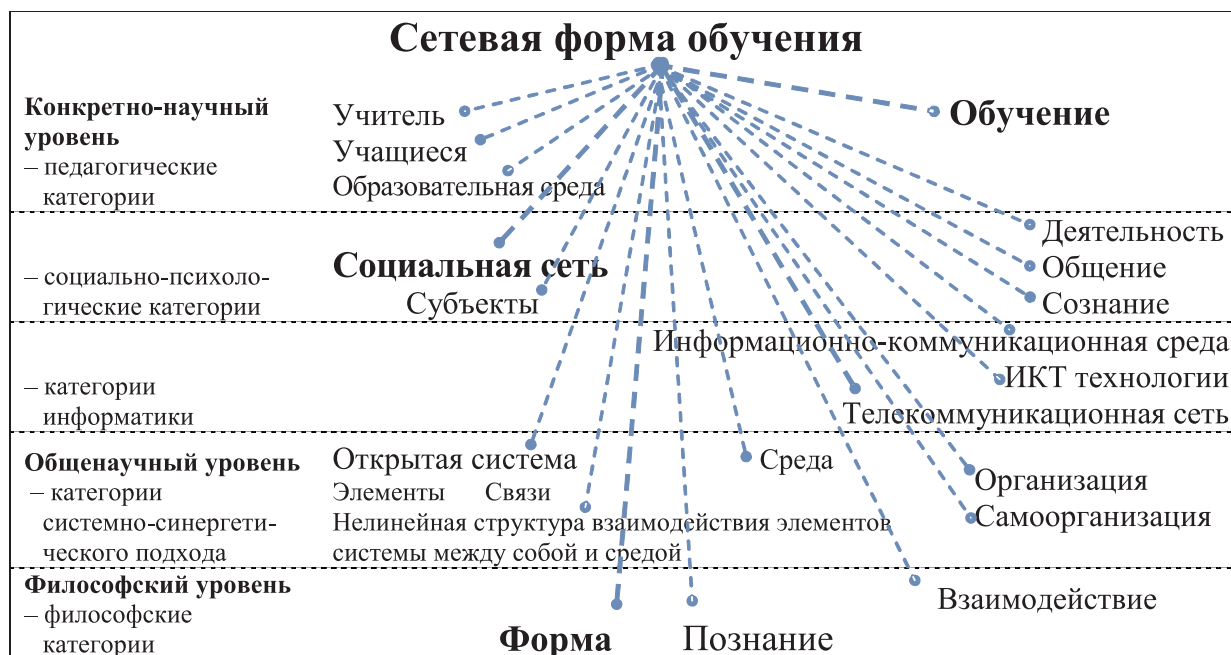 Сетевая форма обучения
Конкретно-научный
уровень
– педагогические
категории
Учитель
Учащиеся
Образовательная среда
Обучение
– социально-психоло-
гические категории
Социальная сеть
Субъекты
Деятельность
Общение
Сознание
– категории
информатики
Информационно-коммуникационная среда
ИКТ технологии
Телекоммуникационная сеть
Общенаучный уровень
– категории
системно-синергети-
ческого подхода
Открытая система
Среда
Элементы Связи
Нелинейная структура взаимодействия элементов
системы между собой и средой
Организация
Самоорганизация
Философский уровень
– философские
категории
Форма
Познание
Взаимодействие